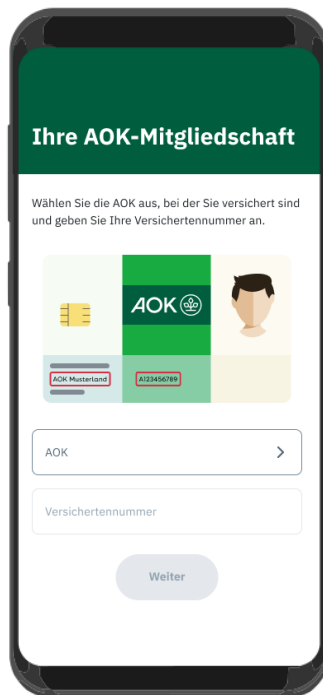 Ihre AOK-Mitgliedschaft
Wählen Sie die AOK aus, bei der Sie versichert sind
und geben Sie Ihre Versichertennummer an.
AOK
AOK Musterland
A123456789
AOK
Versichertennummer
Weiter